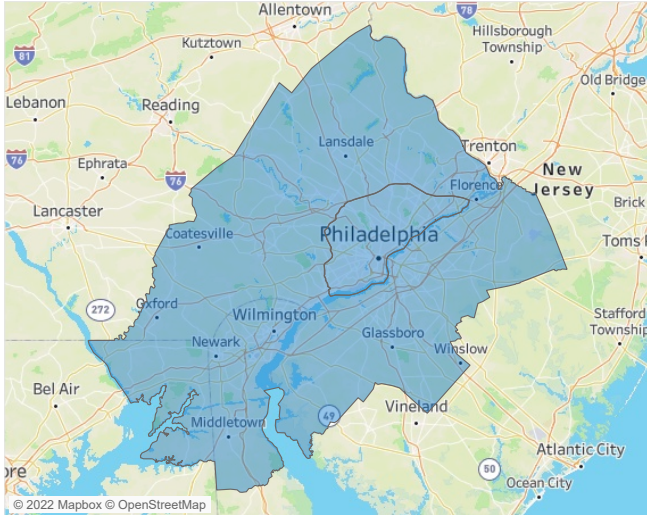 Allentown
78
Hillsborough
Township
81
Kutztown
Old Bridge
Lebanon
Reading
Lansdale
Trenton
76
Ephrata
New
Jersey
76
Florence
Brick
Lancaster
Coatesville
Philadelphia
Toms R
272
Oxford
Wilmington
Stafford
Township
Newark
Glassboro
Winslow
Bel Air
49
Vineland
Middletown
Atlantic City
ore
50
Ocean City
© 2022 Mapbox © OpenStreetMap